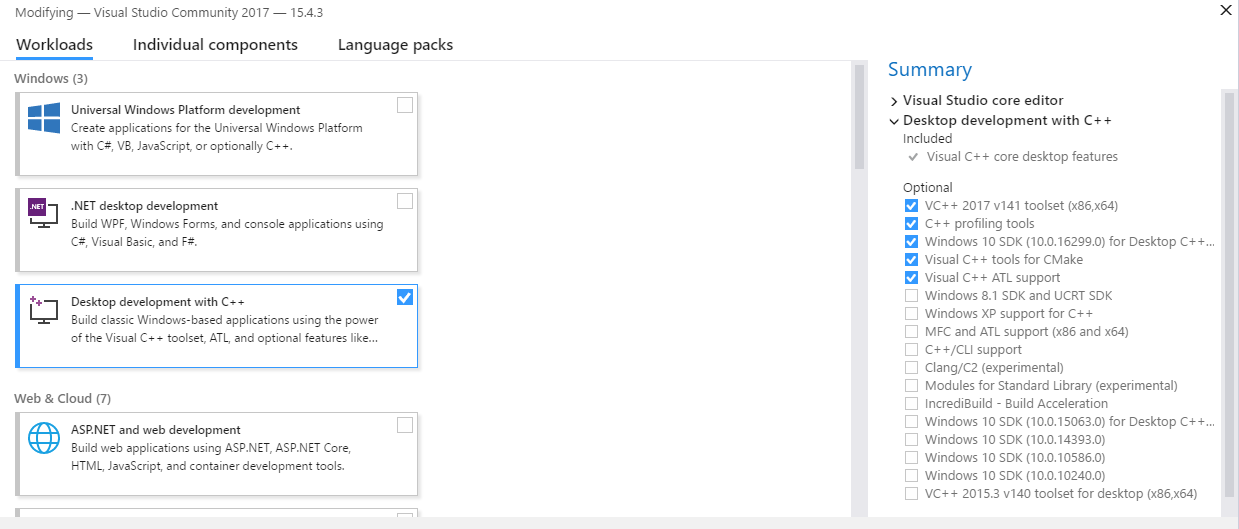 Modifying — Visual Studio Community 2017 — 15.4.3
Workloads
Individual components
Language packs
Windows (3)
Universal Windows Platform development
Create applications for the Universal Windows Platform
with C#, VB, JavaScript, or optionally C++.
.NET
.NET desktop development
Build WPF, Windows Forms, and console applications using
C#, Visual Basic, and F#.
Desktop development with C++
Build classic Windows-based applications using the power
of the Visual C++ toolset, ATL, and optional features like...
Web & Cloud (7)
ASP.NET and web development
Build web applications using ASP.NET, ASP.NET Core,
HTML, JavaScript, and container development tools.
Summary
Visual Studio core editor
Desktop development with C++
Included
Visual C++ core desktop features
Optional
VC++ 2017 v141 toolset (x86,x64)
C++ profiling tools
Windows 10 SDK (10.0.16299.0) for Desktop C++...
Visual C++ tools for CMake
Visual C++ ATL support
Windows 8.1 SDK and UCRT SDK
Windows XP support for C++
MFC and ATL support (x86 and x64)
C++/CLI support
Clang/C2 (experimental)
Modules for Standard Library (experimental)
IncrediBuild - Build Acceleration
Windows 10 SDK (10.0.15063.0) for Desktop C++...
Windows 10 SDK (10.0.14393.0)
Windows 10 SDK (10.0.10586.0)
Windows 10 SDK (10.0.10240.0)
VC++ 2015.3 v140 toolset for desktop (x86,x64)